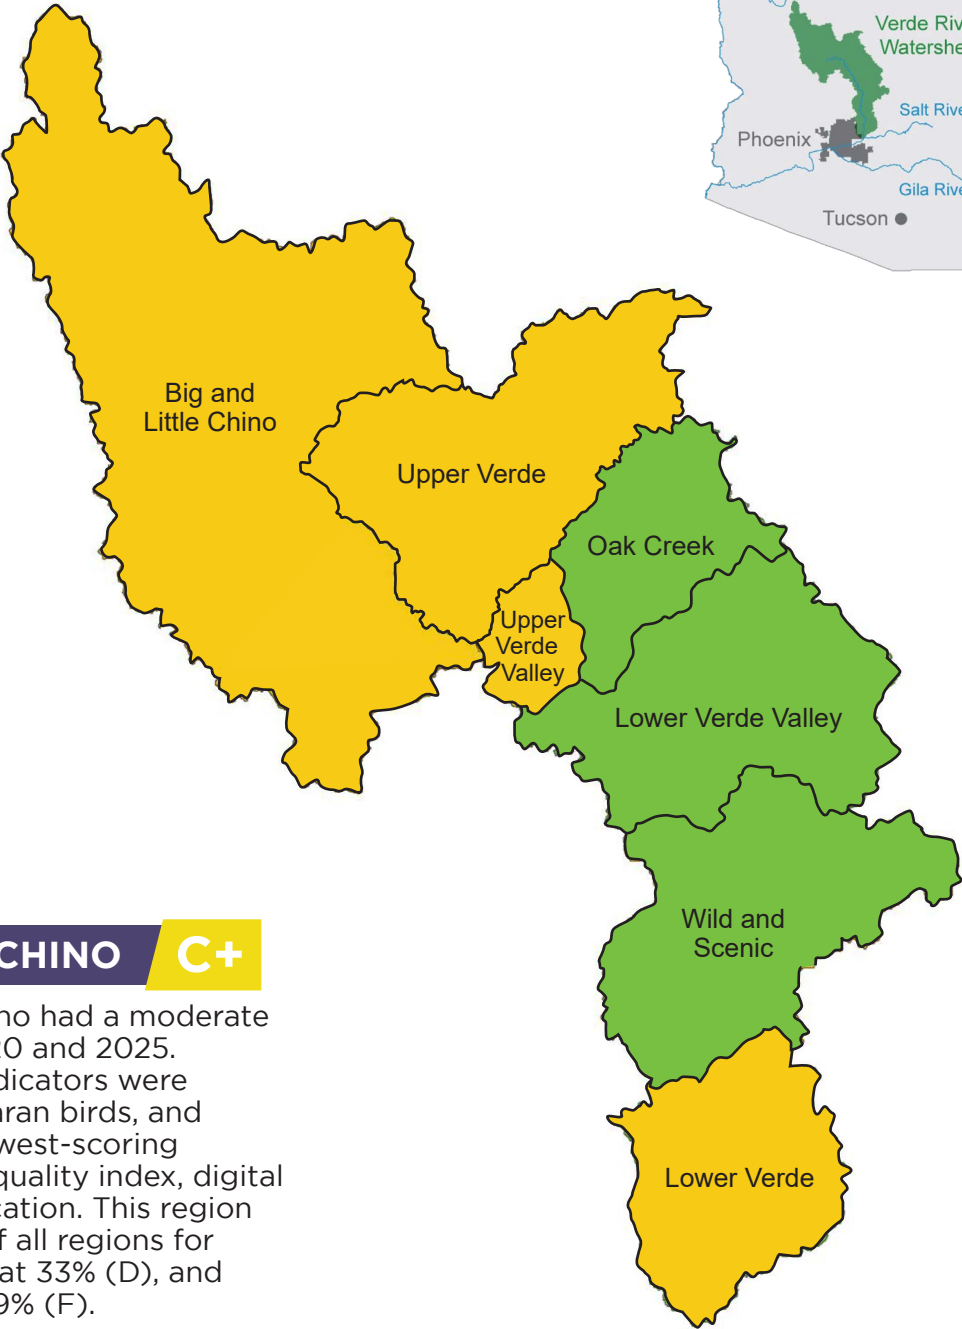 Verde Riv
Watershe
Salt Rive
Phoenix
Gila Rive
Tucson
Big and
Little Chino
Upper Verde
Oak Creek
Upper
Verde
Valley
Lower Verde Valley
Wild and
Scenic
Lower Verde
CHINO C+
no had a moderate
20 and 2025.
dicators were
aran birds, and
west-scoring
quality index, digital
cation. This region
f all regions for
at 33% (D), and
9% (F).